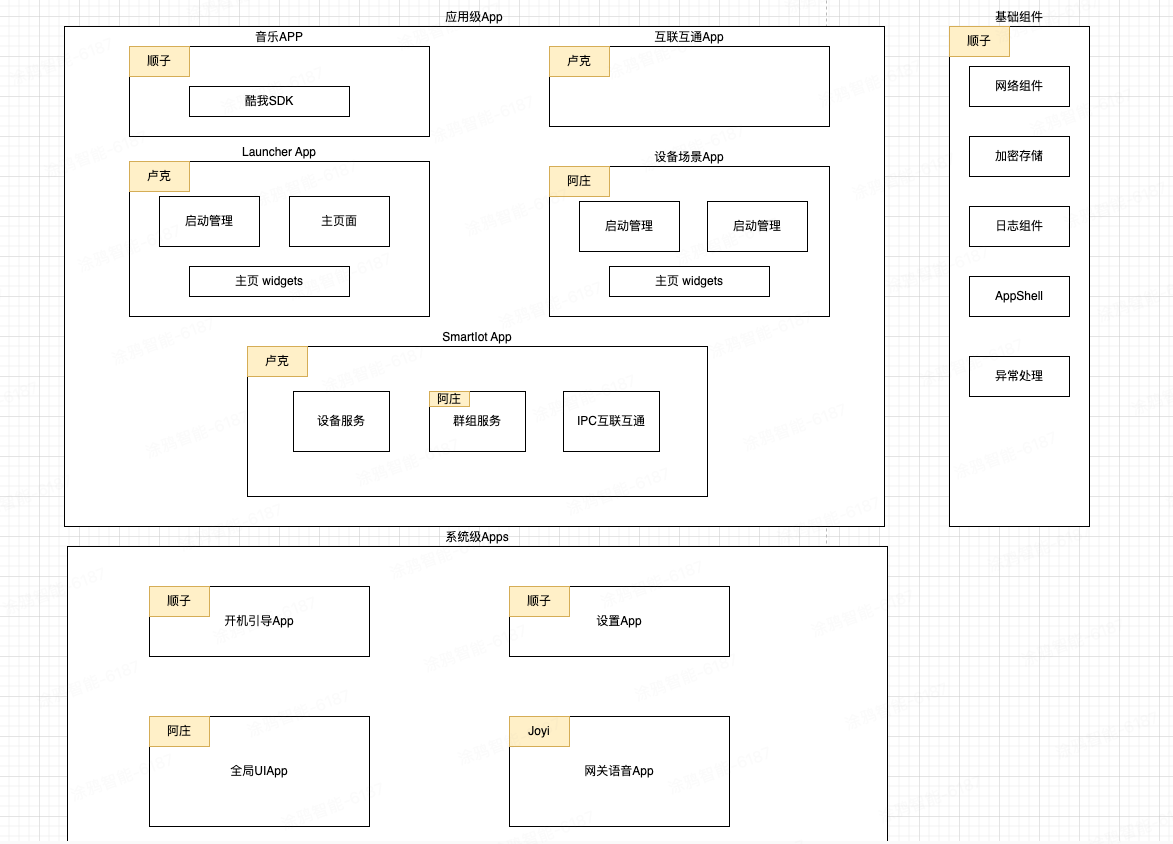 应用级App
音乐APP
顺子
酷我SDK
互联互通App
卢克
Launcher App
卢克
启动管理
主页面
主页 widgets
设备场景App
阿庄
启动管理
启动管理
主页 widgets
SmartIot App
卢克
设备服务
阿庄
群组服务
IPC互联互通
基础组件
顺子
网络组件
加密存储
日志组件
AppShell
异常处理
系统级Apps
顺子
开机引导App
顺子
设置App
阿庄
全局UIApp
Joyi
网关语音App